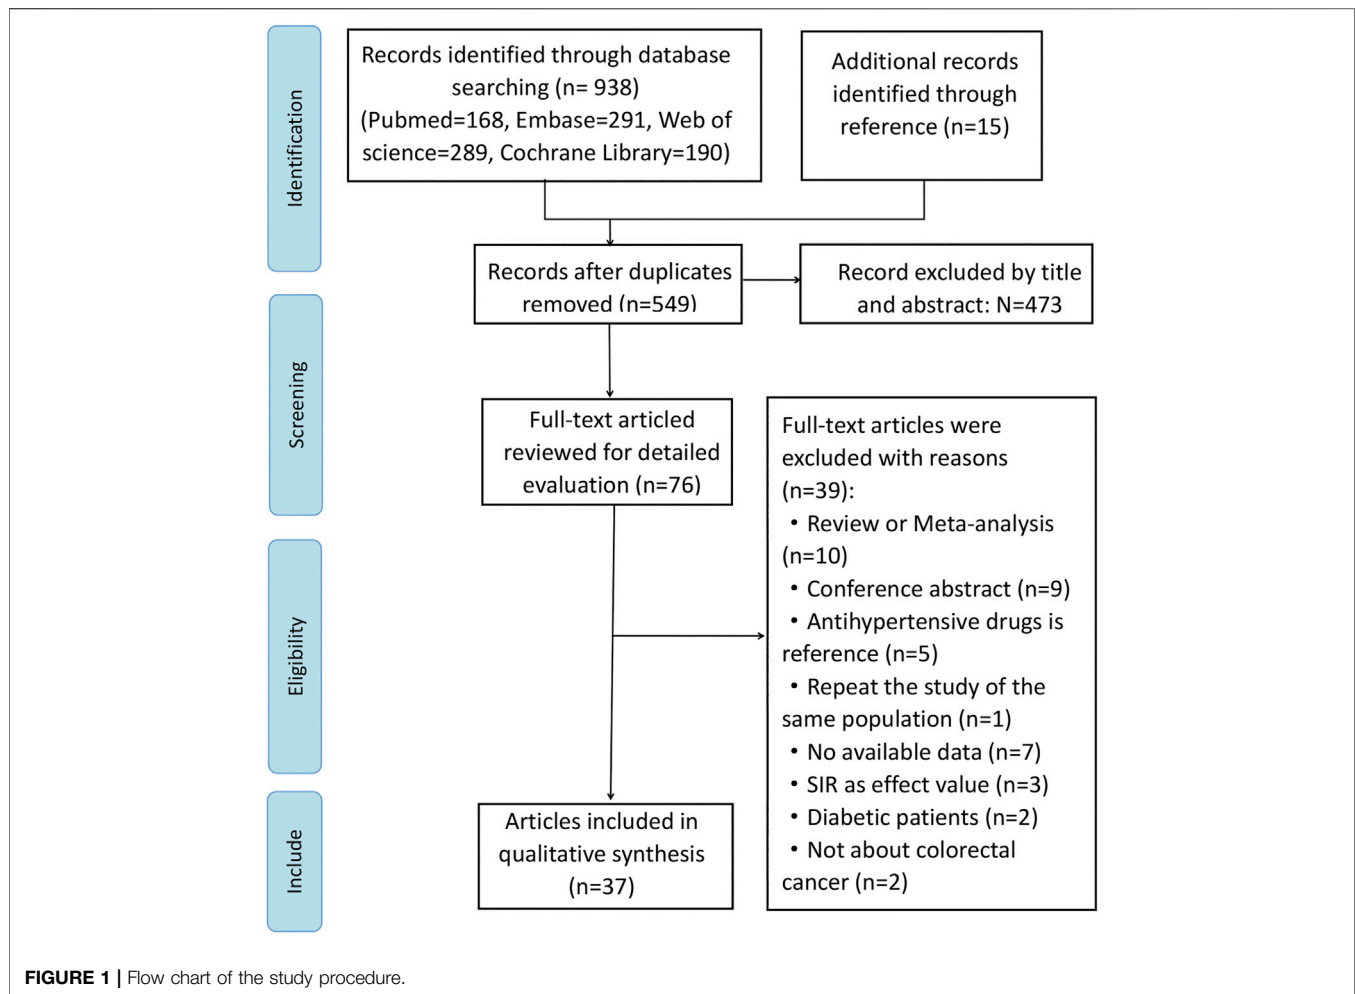 Identification
Records identified through database
searching (n= 938)
(Pubmed=168, Embase=291, Web of
science=289, Cochrane Library=190)
Additional records
identified through
reference (n=15)
Records after duplicates
removed (n=549)
Record excluded by title
and abstract: N=473
Screening
Full-text articled
reviewed for detailed
evaluation (n=76)
Full-text articles were
excluded with reasons
(n=39):
• Review or Meta-analysis
(n=10)
• Conference abstract (n=9)
• Antihypertensive drugs is
reference (n=5)
• Repeat the study of the
same population (n=1)
• No available data (n=7)
• SIR as effect value (n=3)
• Diabetic patients (n=2)
• Not about colorectal
cancer (n=2)
Eligibility
Include
Articles included in
qualitative synthesis
(n=37)
FIGURE 1 | Flow chart of the study procedure.